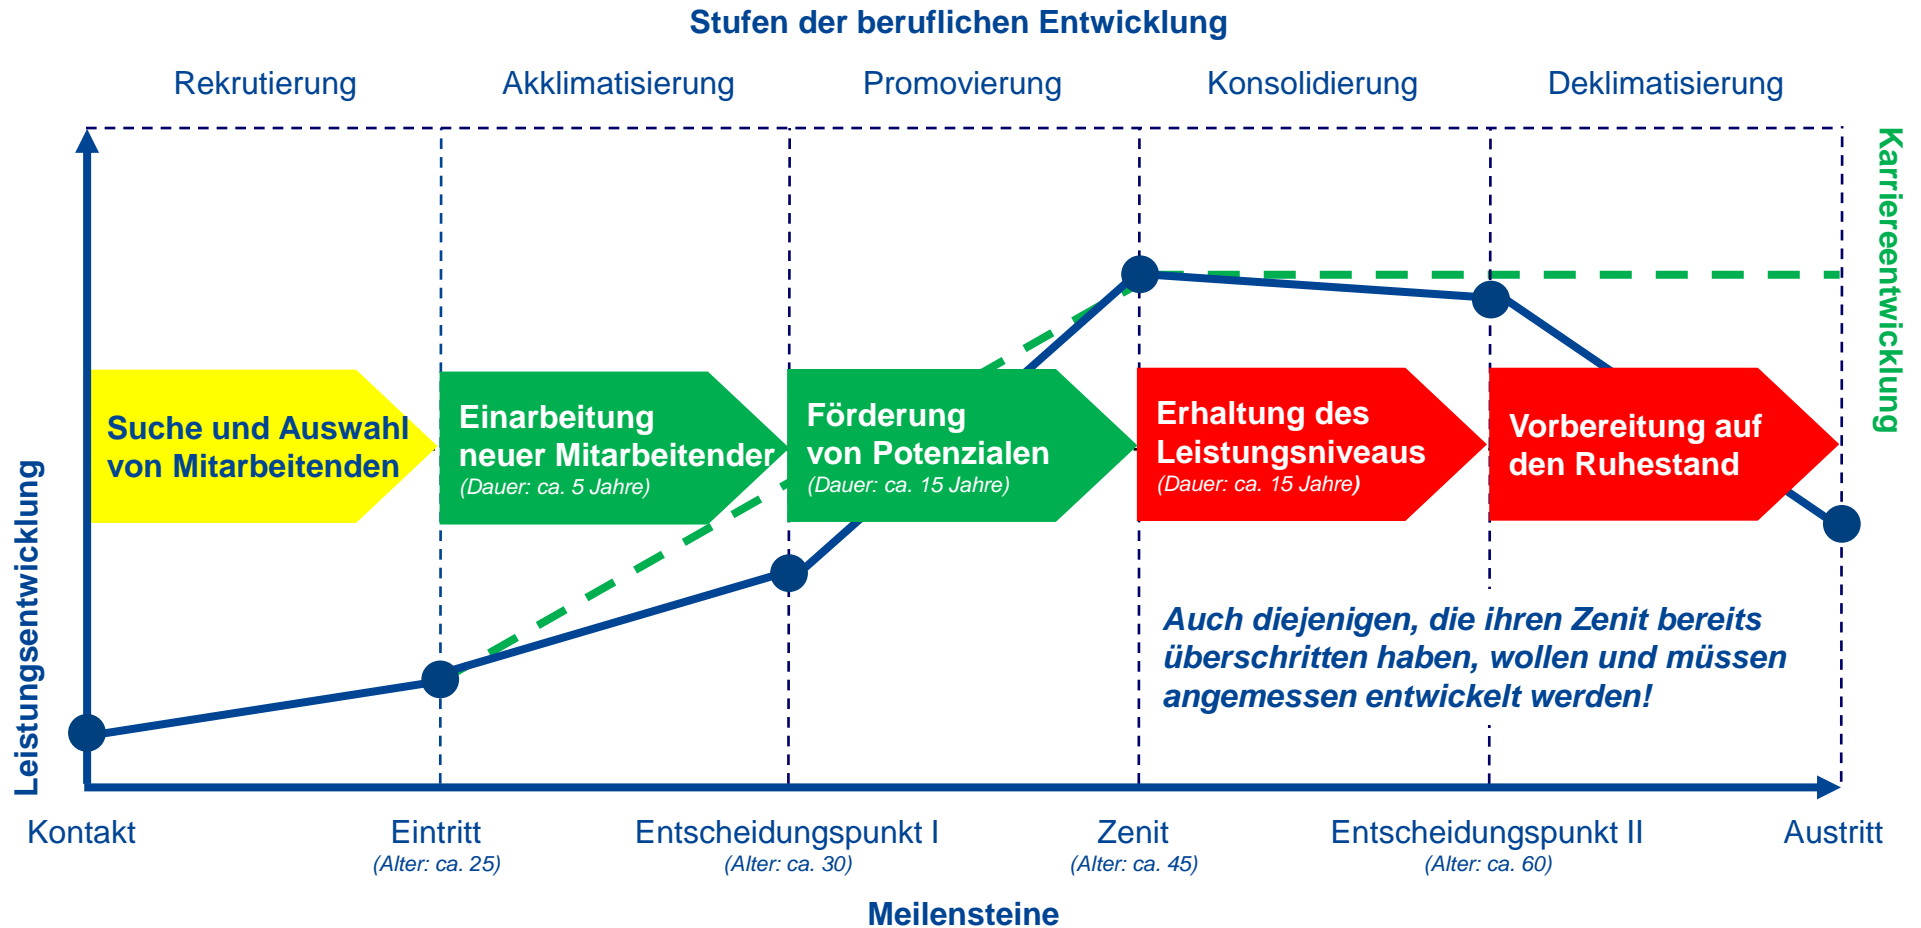 Stufen der beruflichen Entwicklung
Rekrutierung
Akklimatisierung
Promovierung
Konsolidierung
Deklimatisierung
Karriereentwicklung
Leistungsentwicklung
Suche und Auswahl
von Mitarbeitenden
Einarbeitung
neuer Mitarbeitender
(Dauer: ca. 5 Jahre)
Förderung
von Potenzialen
(Dauer: ca. 15 Jahre)
Erhaltung des
Leistungsniveaus
(Dauer: ca. 15 Jahre)
Vorbereitung auf
den Ruhestand
Auch diejenigen, die ihren Zenit bereits
überschritten haben, wollen und müssen
angemessen entwickelt werden!
Kontakt
Eintritt
(Alter: ca. 25)
Entscheidungspunkt I
(Alter: ca. 30)
Zenit
(Alter: ca. 45)
Entscheidungspunkt II
(Alter: ca. 60)
Austritt
Meilensteine